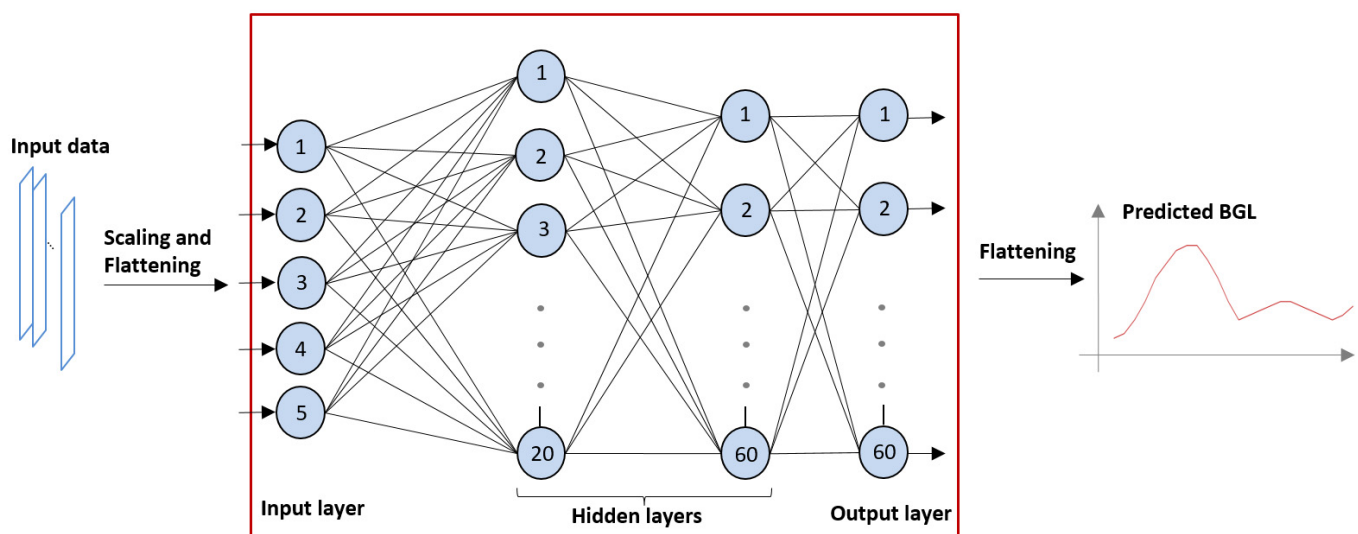 Input data
Scaling and
Flattening
1
2
3
4
5
Input layer
1
2
3
20
1
2
60
Hidden layers
1
2
60
Output layer
Flattening
Predicted BGL